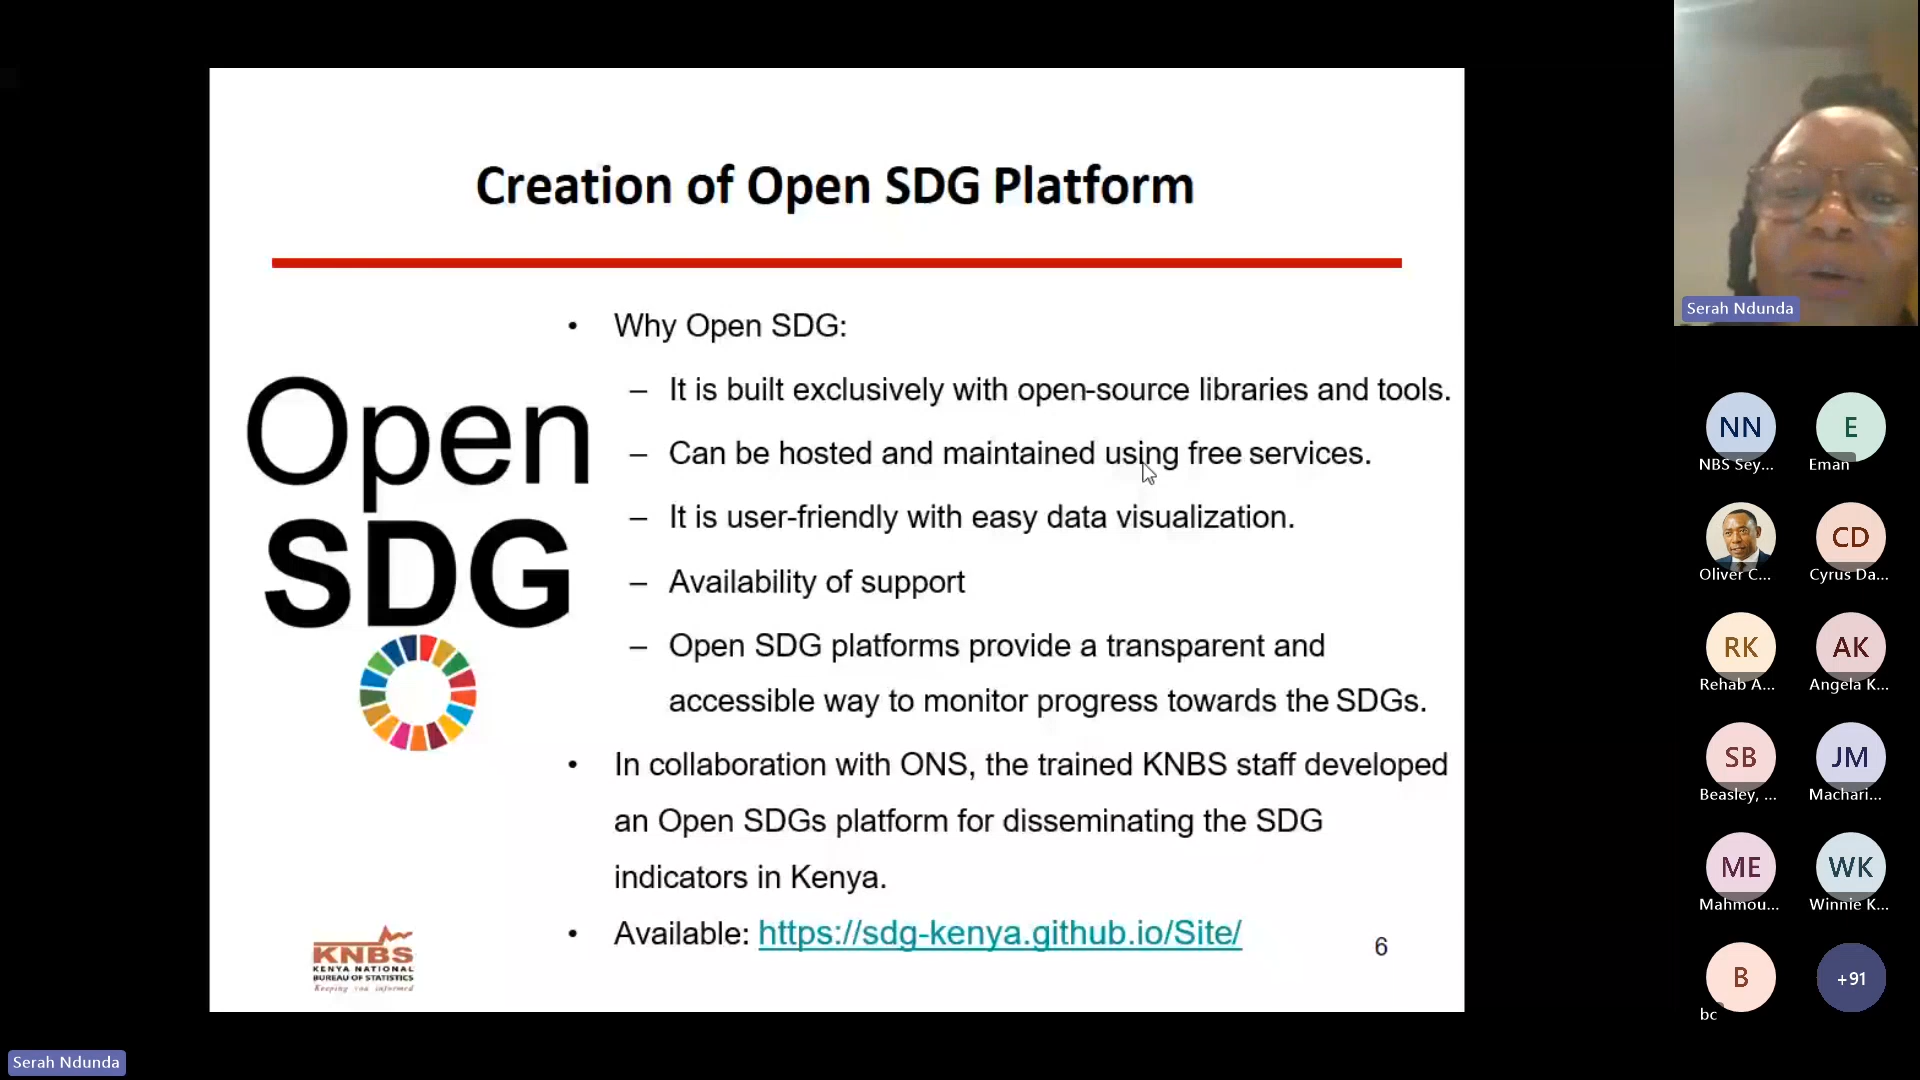 Creation of Open SDG Platform
Open
SDG
• Why Open SDG:
– It is built exclusively with open-source libraries and tools.
– Can be hosted and maintained using free services.
– It is user-friendly with easy data visualization.
– Availability of support
– Open SDG platforms provide a transparent and
accessible way to monitor progress towards the SDGs.
• In collaboration with ONS, the trained KNBS staff developed
an Open SDGs platform for disseminating the SDG
indicators in Kenya.
• Available: https://sdg-kenya.github.io/Site/
6
KNBS
KENYA NATIONAL
BUREAU OF STATISTICS
Keeping you informed
Serah Ndunda
NN
NBS Sey...
E
Eman
Oliver C...
CD
Cyrus Da...
RK
Rehab A...
AK
Angela K...
SB
Beasley, ...
JM
Machari...
ME
Mahmou...
WK
Winnie K...
B
bc
+91
Serah Ndunda